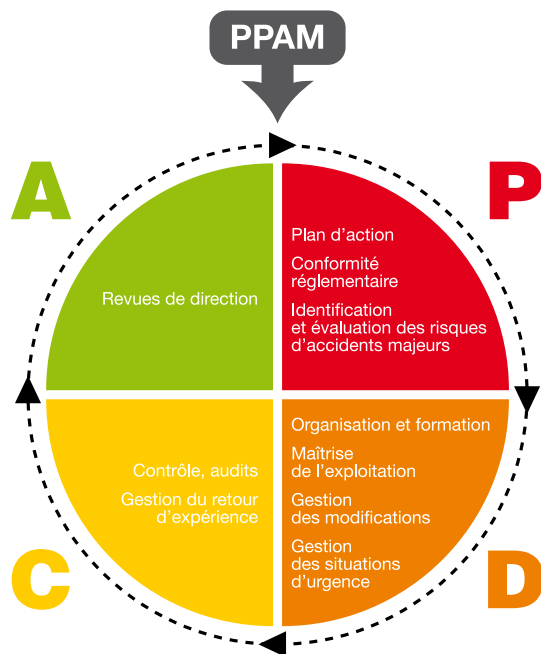 PPAM
A
P
Plan d'action
Conformité
réglementaire
Identification
et évaluation des risques
d'accidents majeurs
Revues de direction
Organisation et formation
Maîtrise
de l'exploitation
Gestion
des modifications
Gestion
des situations
d'urgence
Contrôle, audits
Gestion du retour
d'expérience
C
D